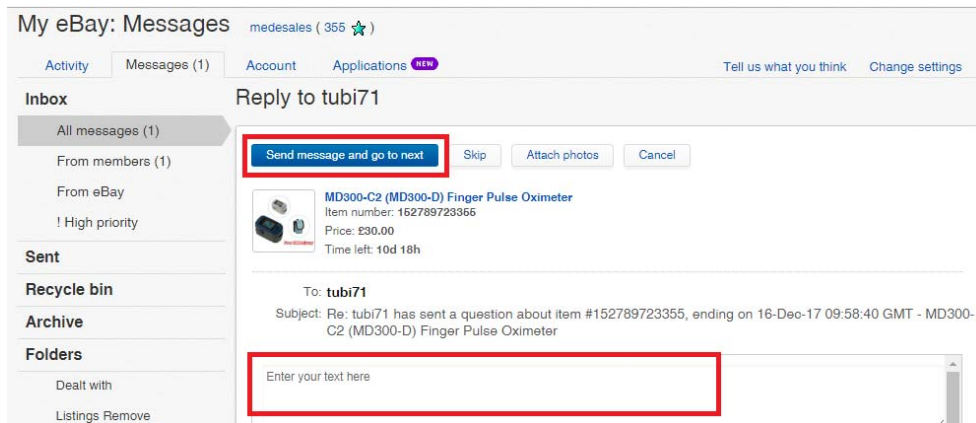 My eBay: Messages medesales ( 355 )
Activity Messages (1) Account Applications NEW Tell us what you think Change settings
Inbox
All messages (1)
From members (1)
From eBay
! High priority
Sent
Recycle bin
Archive
Folders
Dealt with
Listings Remove
Reply to tubi71
Send message and go to next Skip Attach photos Cancel
MD300-C2 (MD300-D) Finger Pulse Oximeter
Item number: 152789723355
Price: £30.00
Time left: 10d 18h
To: tubi71
Subject: Re: tubi71 has sent a question about item #152789723355, ending on 16-Dec-17 09:58:40 GMT - MD300-
C2 (MD300-D) Finger Pulse Oximeter
Enter your text here